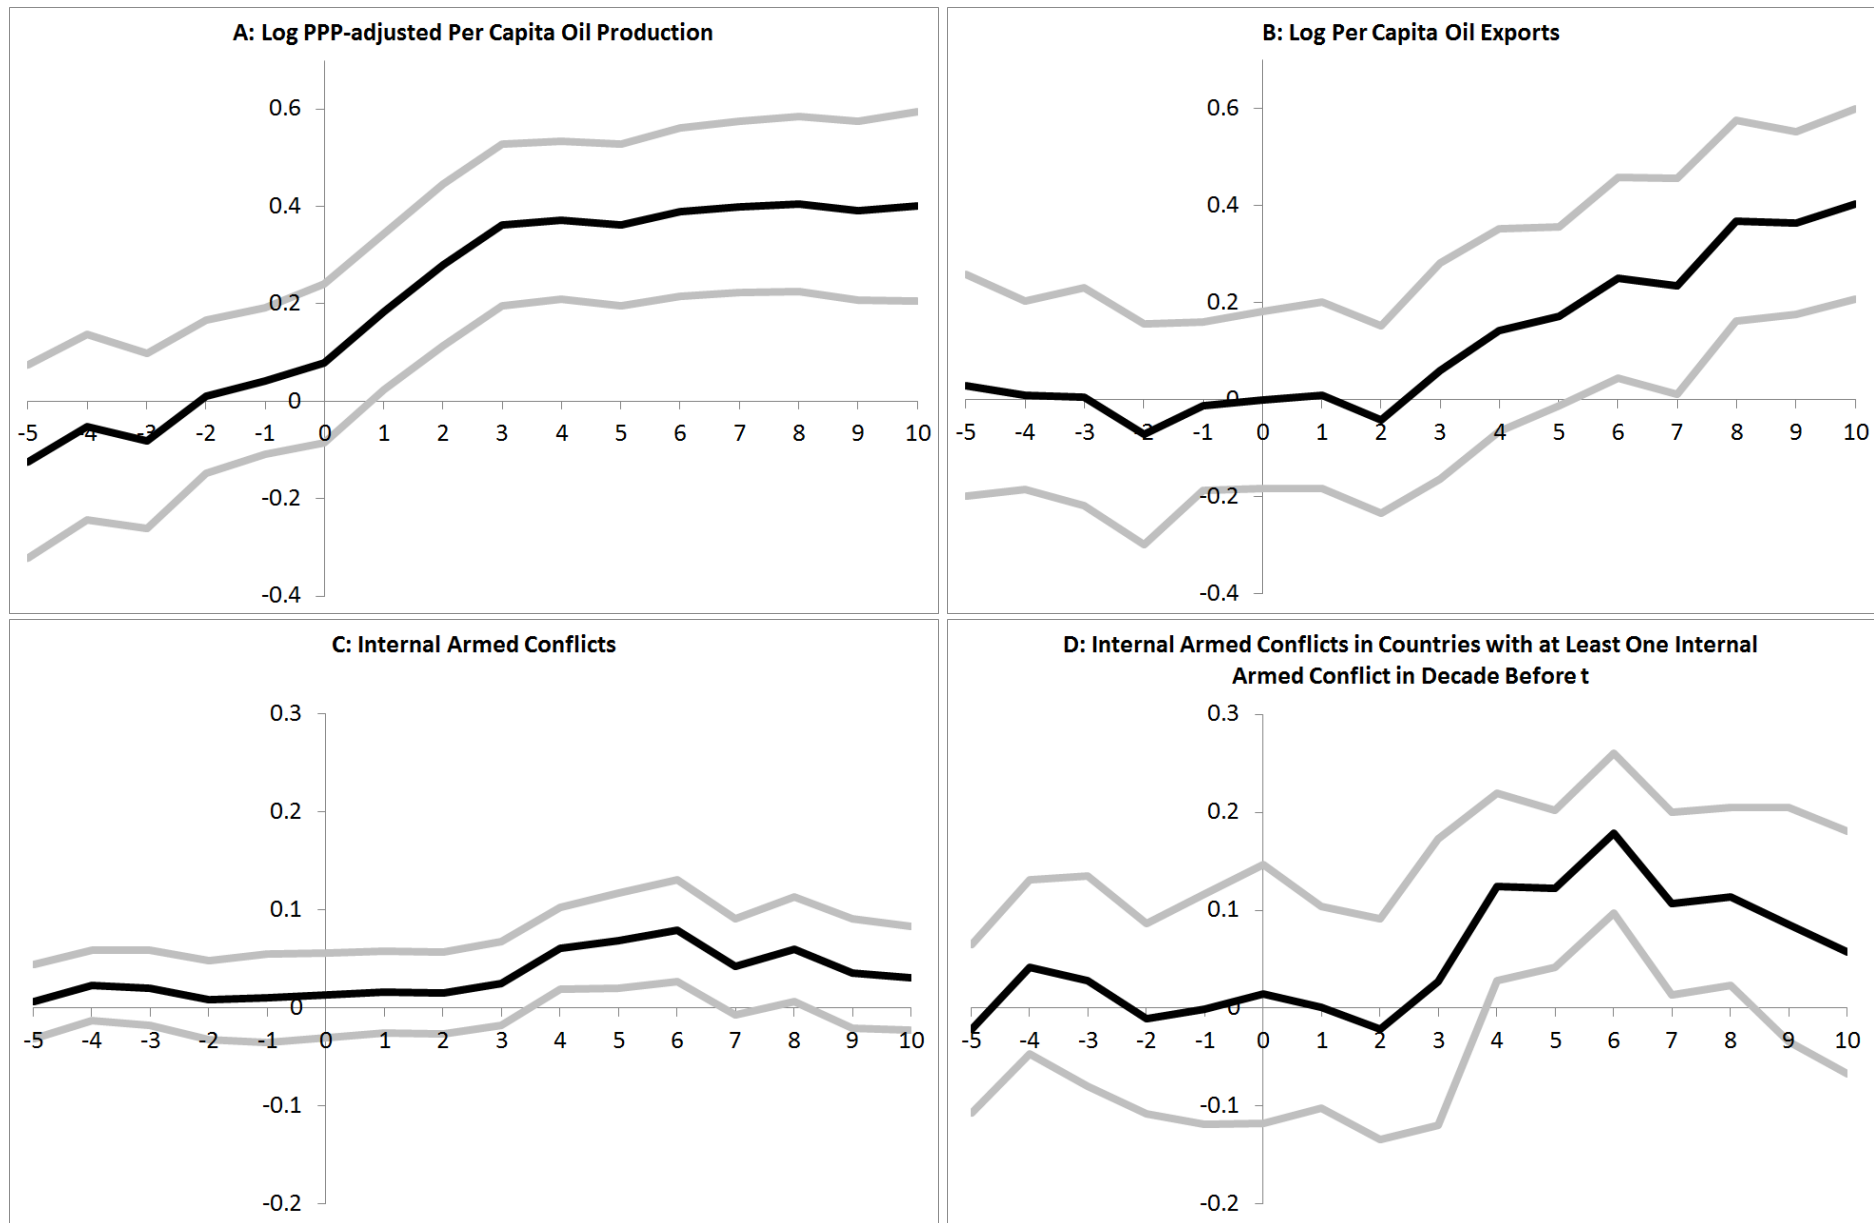 A: Log PPP-adjusted Per Capita Oil Production
0.6
0.4
0.2
0
-5 -4 -3 -2 -1 0 1 2 3 4 5 6 7 8 9 10
-0.2
-0.4
B: Log Per Capita Oil Exports
0.6
0.4
0.2
0
-5 -4 -3 -2 -1 0 1 2 3 4 5 6 7 8 9 10
-0.2
-0.4
C: Internal Armed Conflicts
0.3
0.2
0.1
0
-5 -4 -3 -2 -1 0 1 2 3 4 5 6 7 8 9 10
-0.1
-0.2
D: Internal Armed Conflicts in Countries with at Least One Internal
Armed Conflict in Decade Before t
0.3
0.2
0.1
0
-5 -4 -3 -2 -1 0 1 2 3 4 5 6 7 8 9 10
-0.1
-0.2